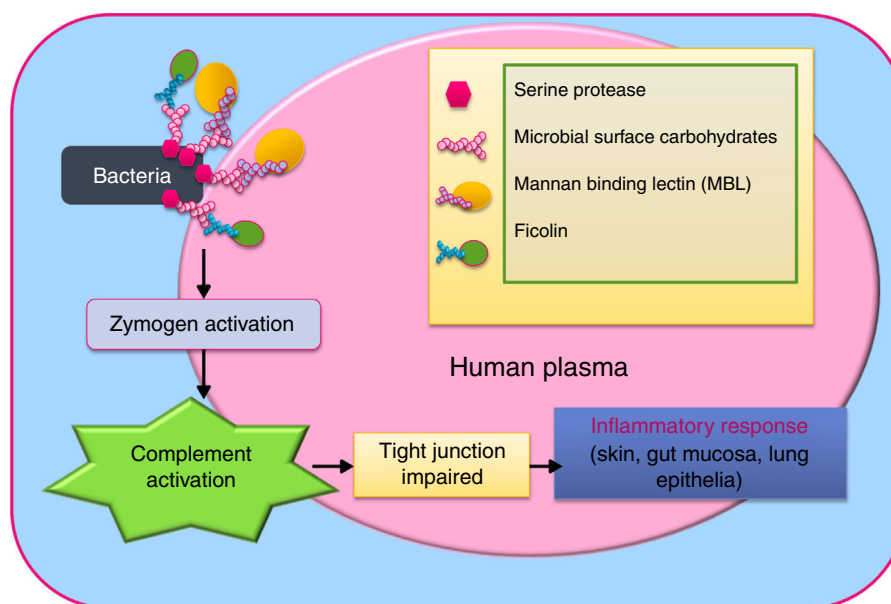 Serine protease
Microbial surface carbohydrates
Mannan binding lectin (MBL)
Ficolin
Bacteria
Zymogen activation
Human plasma
Complement
activation
Tight junction
impaired
Inflammatory response
(skin, gut mucosa, lung
epithelia)